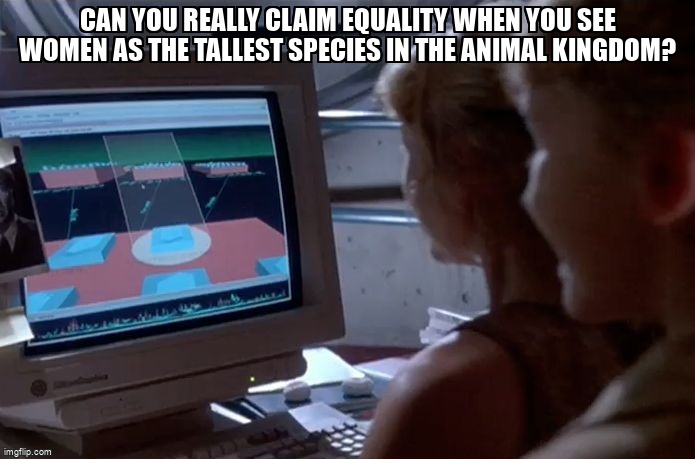 CAN YOU REALLY CLAIM EQUALITY WHEN YOU SEE
WOMEN AS THE TALLEST SPECIES IN THE ANIMAL KINGDOM?
SiliconGraphics
imgflip.com